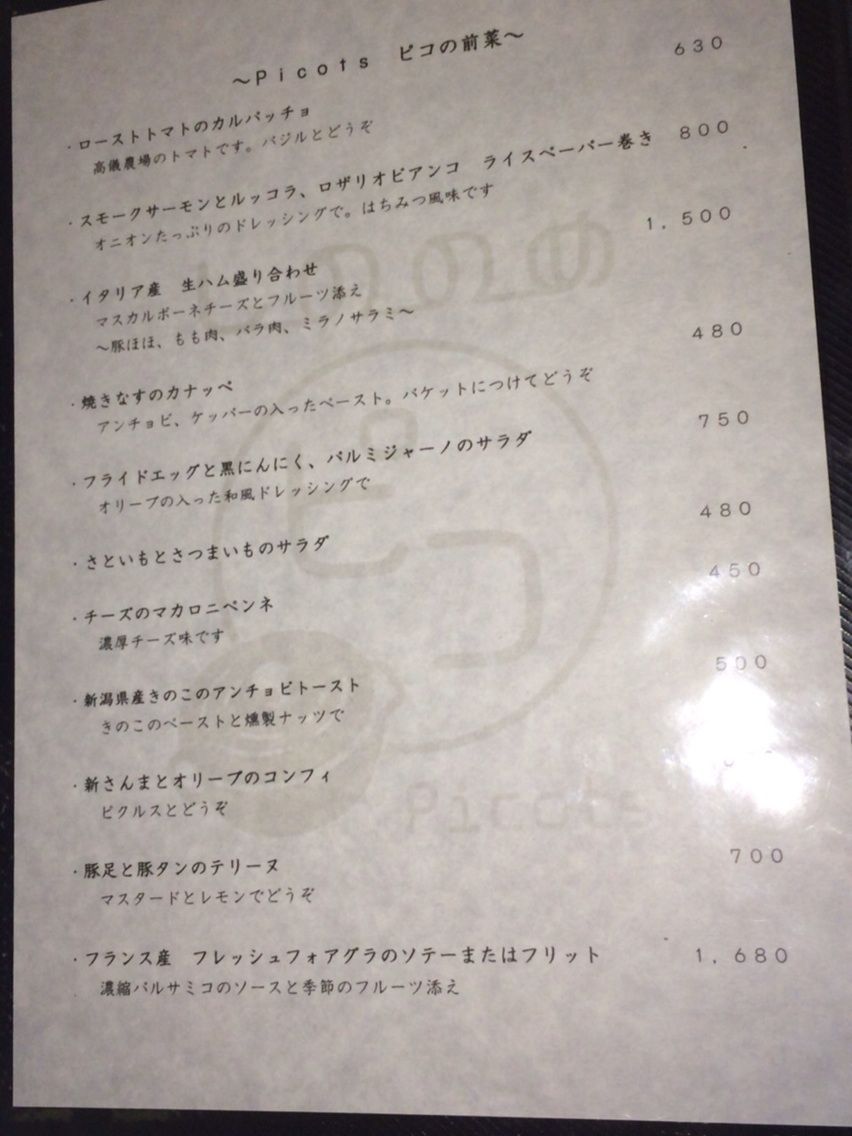 ～Ｐｉｃｏｔｓ　ピコの前菜～
・ローストトマトのカルパッチョ　６３０
高儀農場のトマトです。バジルとどうぞ
・スモークサーモンとルッコラ、ロザリオビアンコ　ライスペーパー巻き　８００
オニオンたっぷりのドレッシングで。はちみつ風味です
・イタリア産　生ハム盛り合わせ　１，５００
マスカルポーネチーズとフルーツ添え
～豚ほほ、もも肉、バラ肉、ミラノサラミ～
・焼きなすのカナッペ　４８０
アンチョビ、ケッパーの入ったペースト。バケットにつけてどうぞ
・フライドエッグと黒にんにく、パルミジャーノのサラダ　７５０
オリーブの入った和風ドレッシングで
・さといもとさつまいものサラダ　４８０
・チーズのマカロニペンネ　４５０
濃厚チーズ味です
・新潟県産きのこのアンチョビトースト　５００
きのこのペーストと燻製ナッツで
・新さんまとオリーブのコンフィ
ピクルスとどうぞ
・豚足と豚タンのテリーヌ　７００
マスタードとレモンでどうぞ
・フランス産　フレッシュフォアグラのソテーまたはフリット　１，６８０
濃縮バルサミコのソースと季節のフルーツ添え
ピコ
Picots